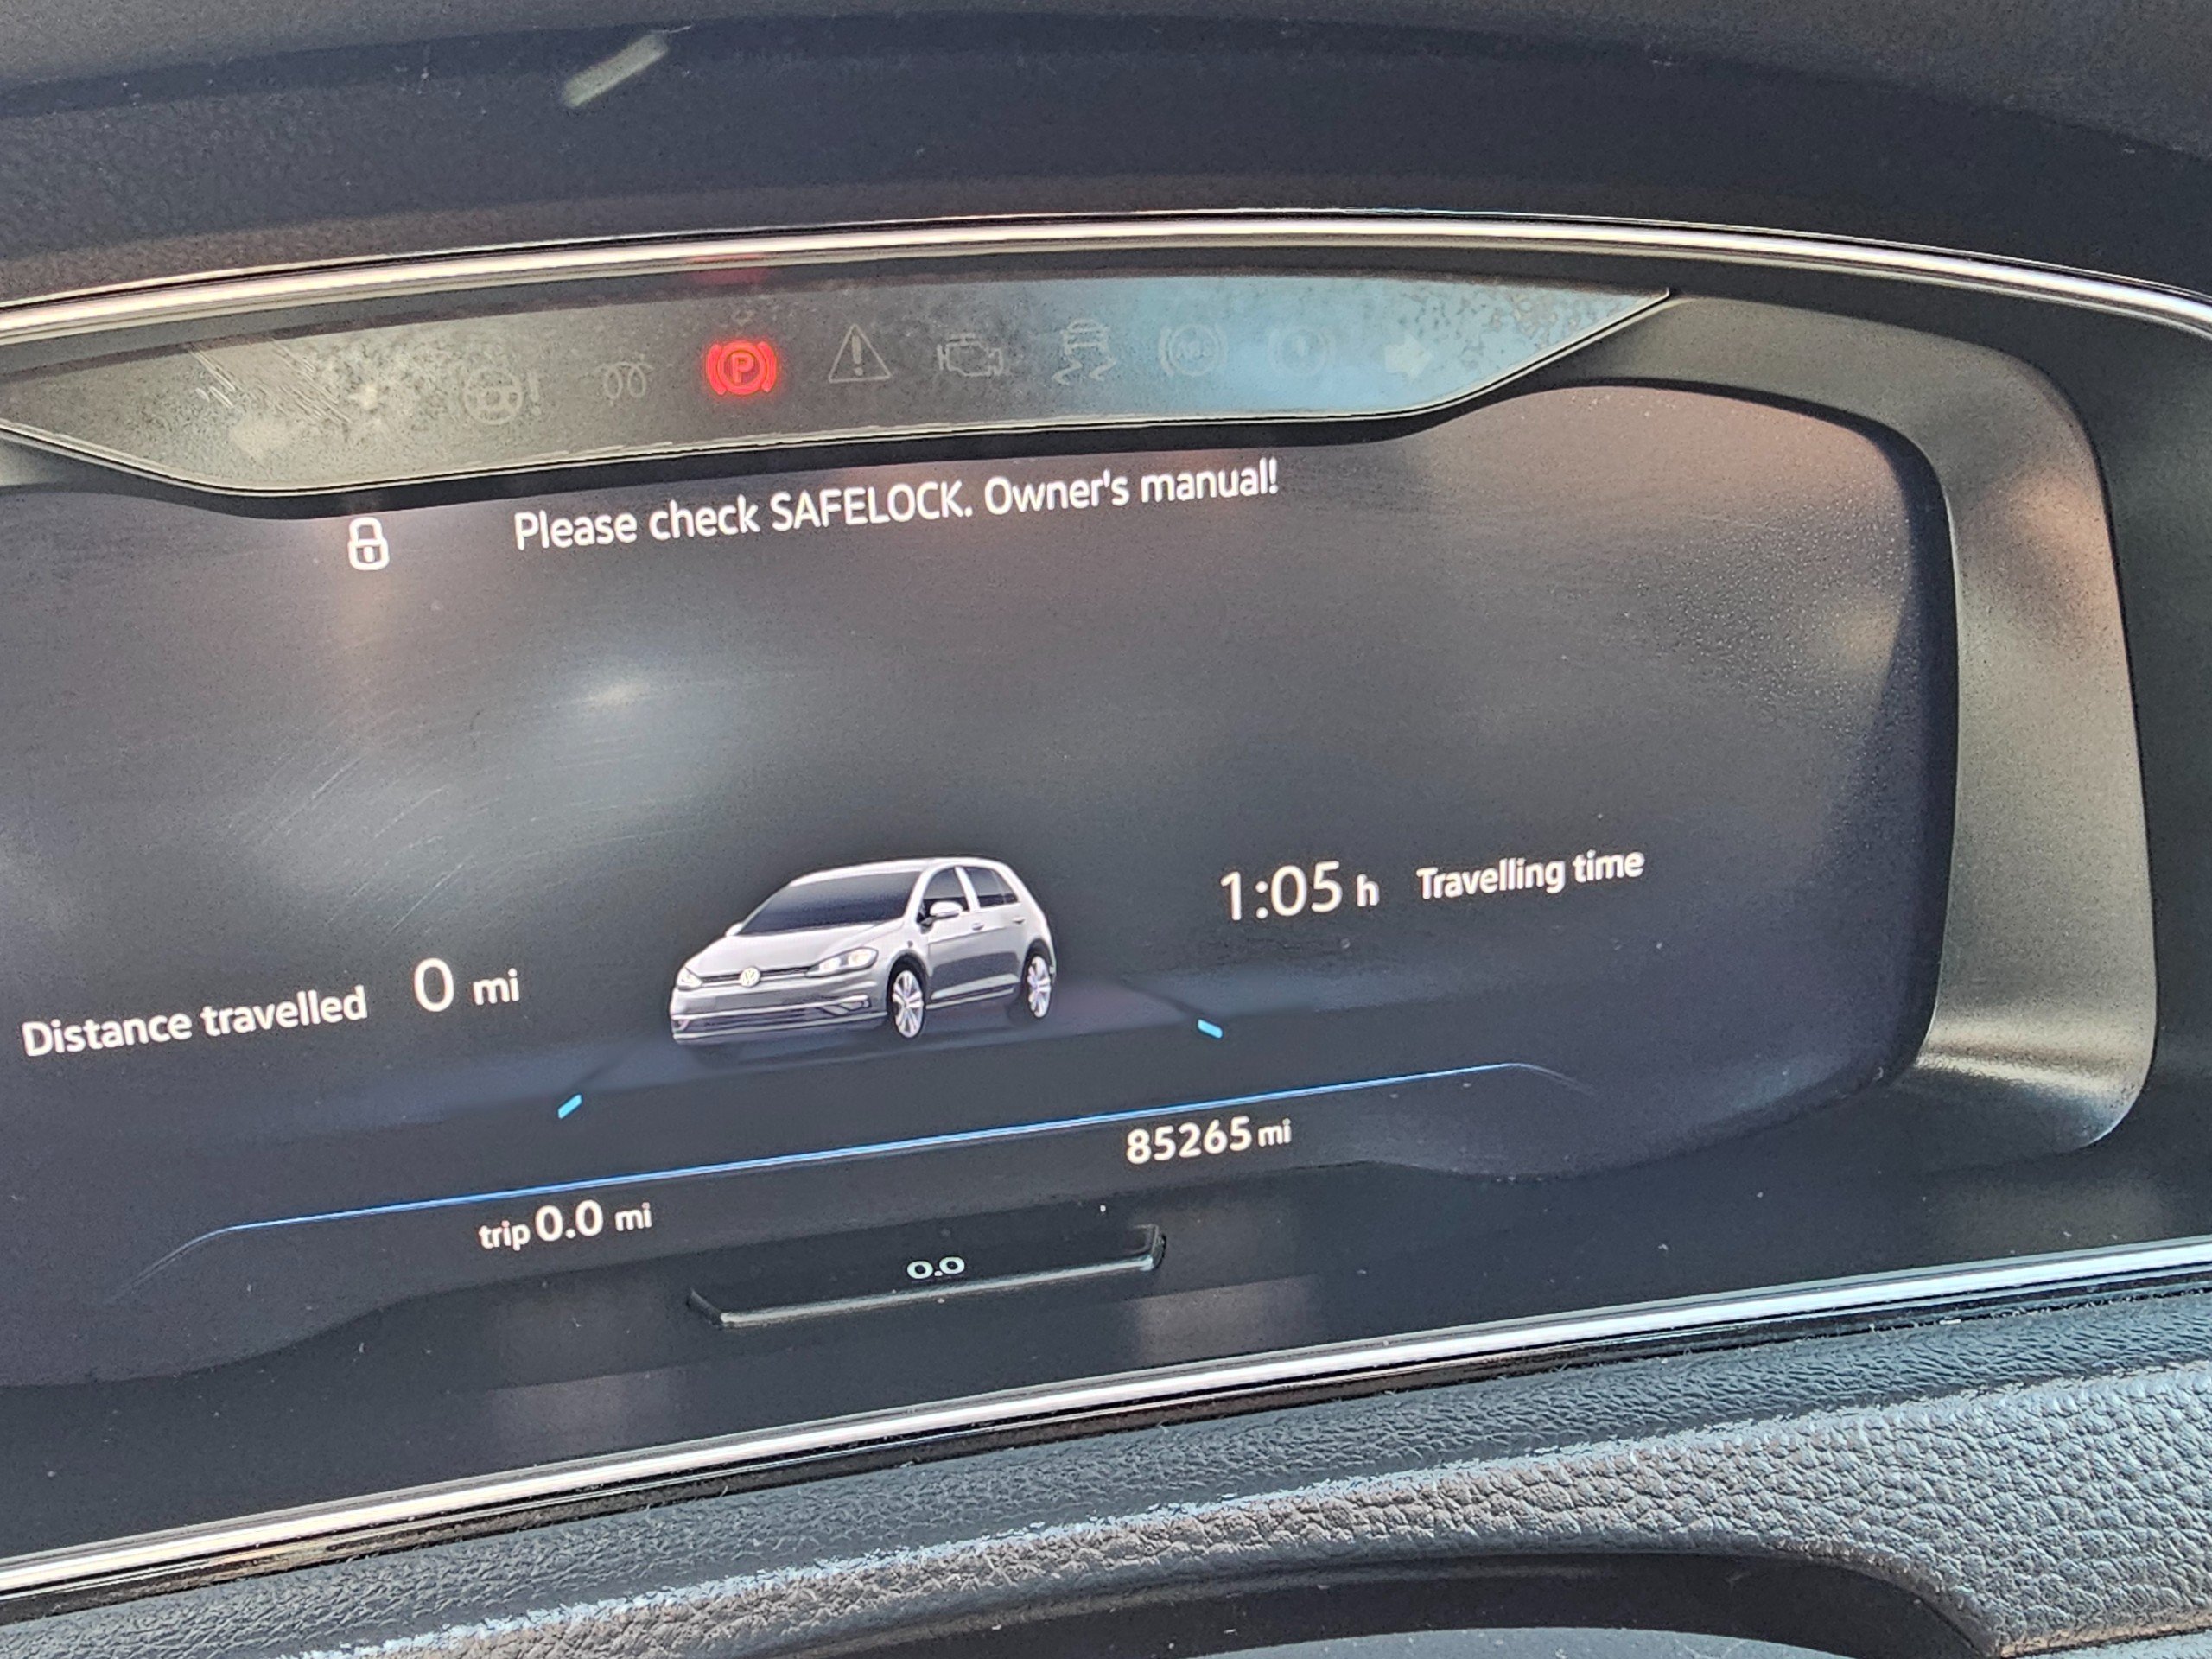 P
Please check SAFELOCK. Owner's manual!
1:05 h Travelling time
Distance travelled 0 mi
85265 mi
trip 0.0 mi
0.0